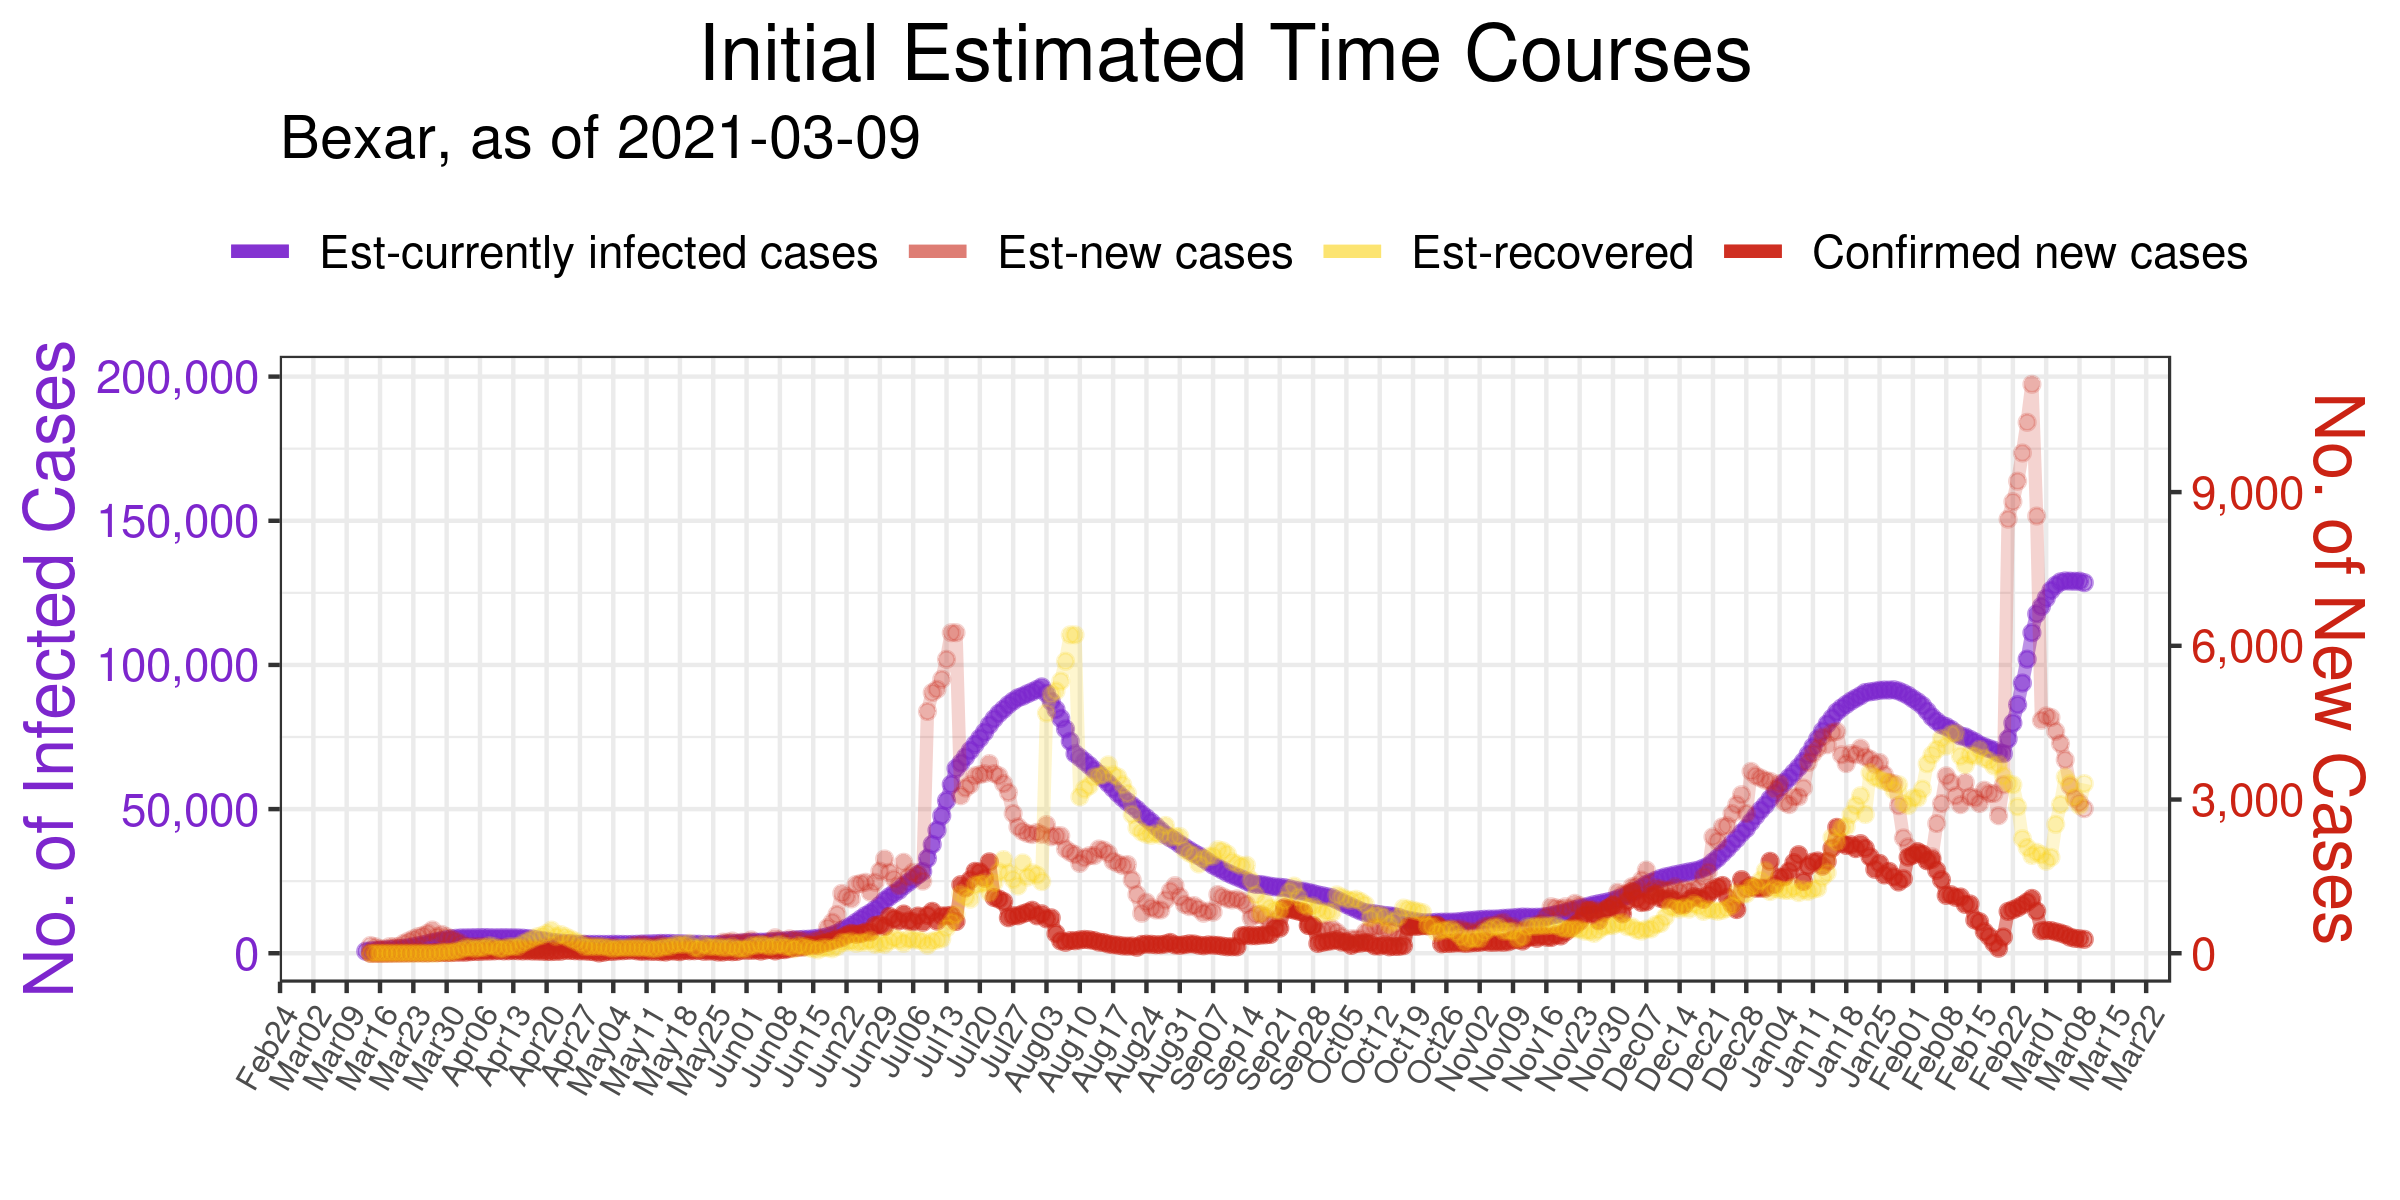 Initial Estimated Time Courses
Bexar, as of 2021-03-09
Est-currently infected cases Est-new cases Est-recovered Confirmed new cases
No. of Infected Cases
200,000
150,000
100,000
50,000
0
9,000
6,000
3,000
0
No. of New Cases
Feb24 Mar02 Mar09 Mar16 Mar23 Mar30 Apr06 Apr13 Apr20 Apr27 May04 May11 May18 May25 Jun01 Jun08 Jun15 Jun22 Jun29 Jul06 Jul13 Jul20 Jul27 Aug03 Aug10 Aug17 Aug24 Aug31 Sep07 Sep14 Sep21 Sep28 Oct05 Oct12 Oct19 Oct26 Nov02 Nov09 Nov16 Nov23 Nov30 Dec07 Dec14 Dec21 Dec28 Jan04 Jan11 Jan18 Jan25 Feb01 Feb08 Feb15 Feb22 Mar01 Mar08 Mar15 Mar22